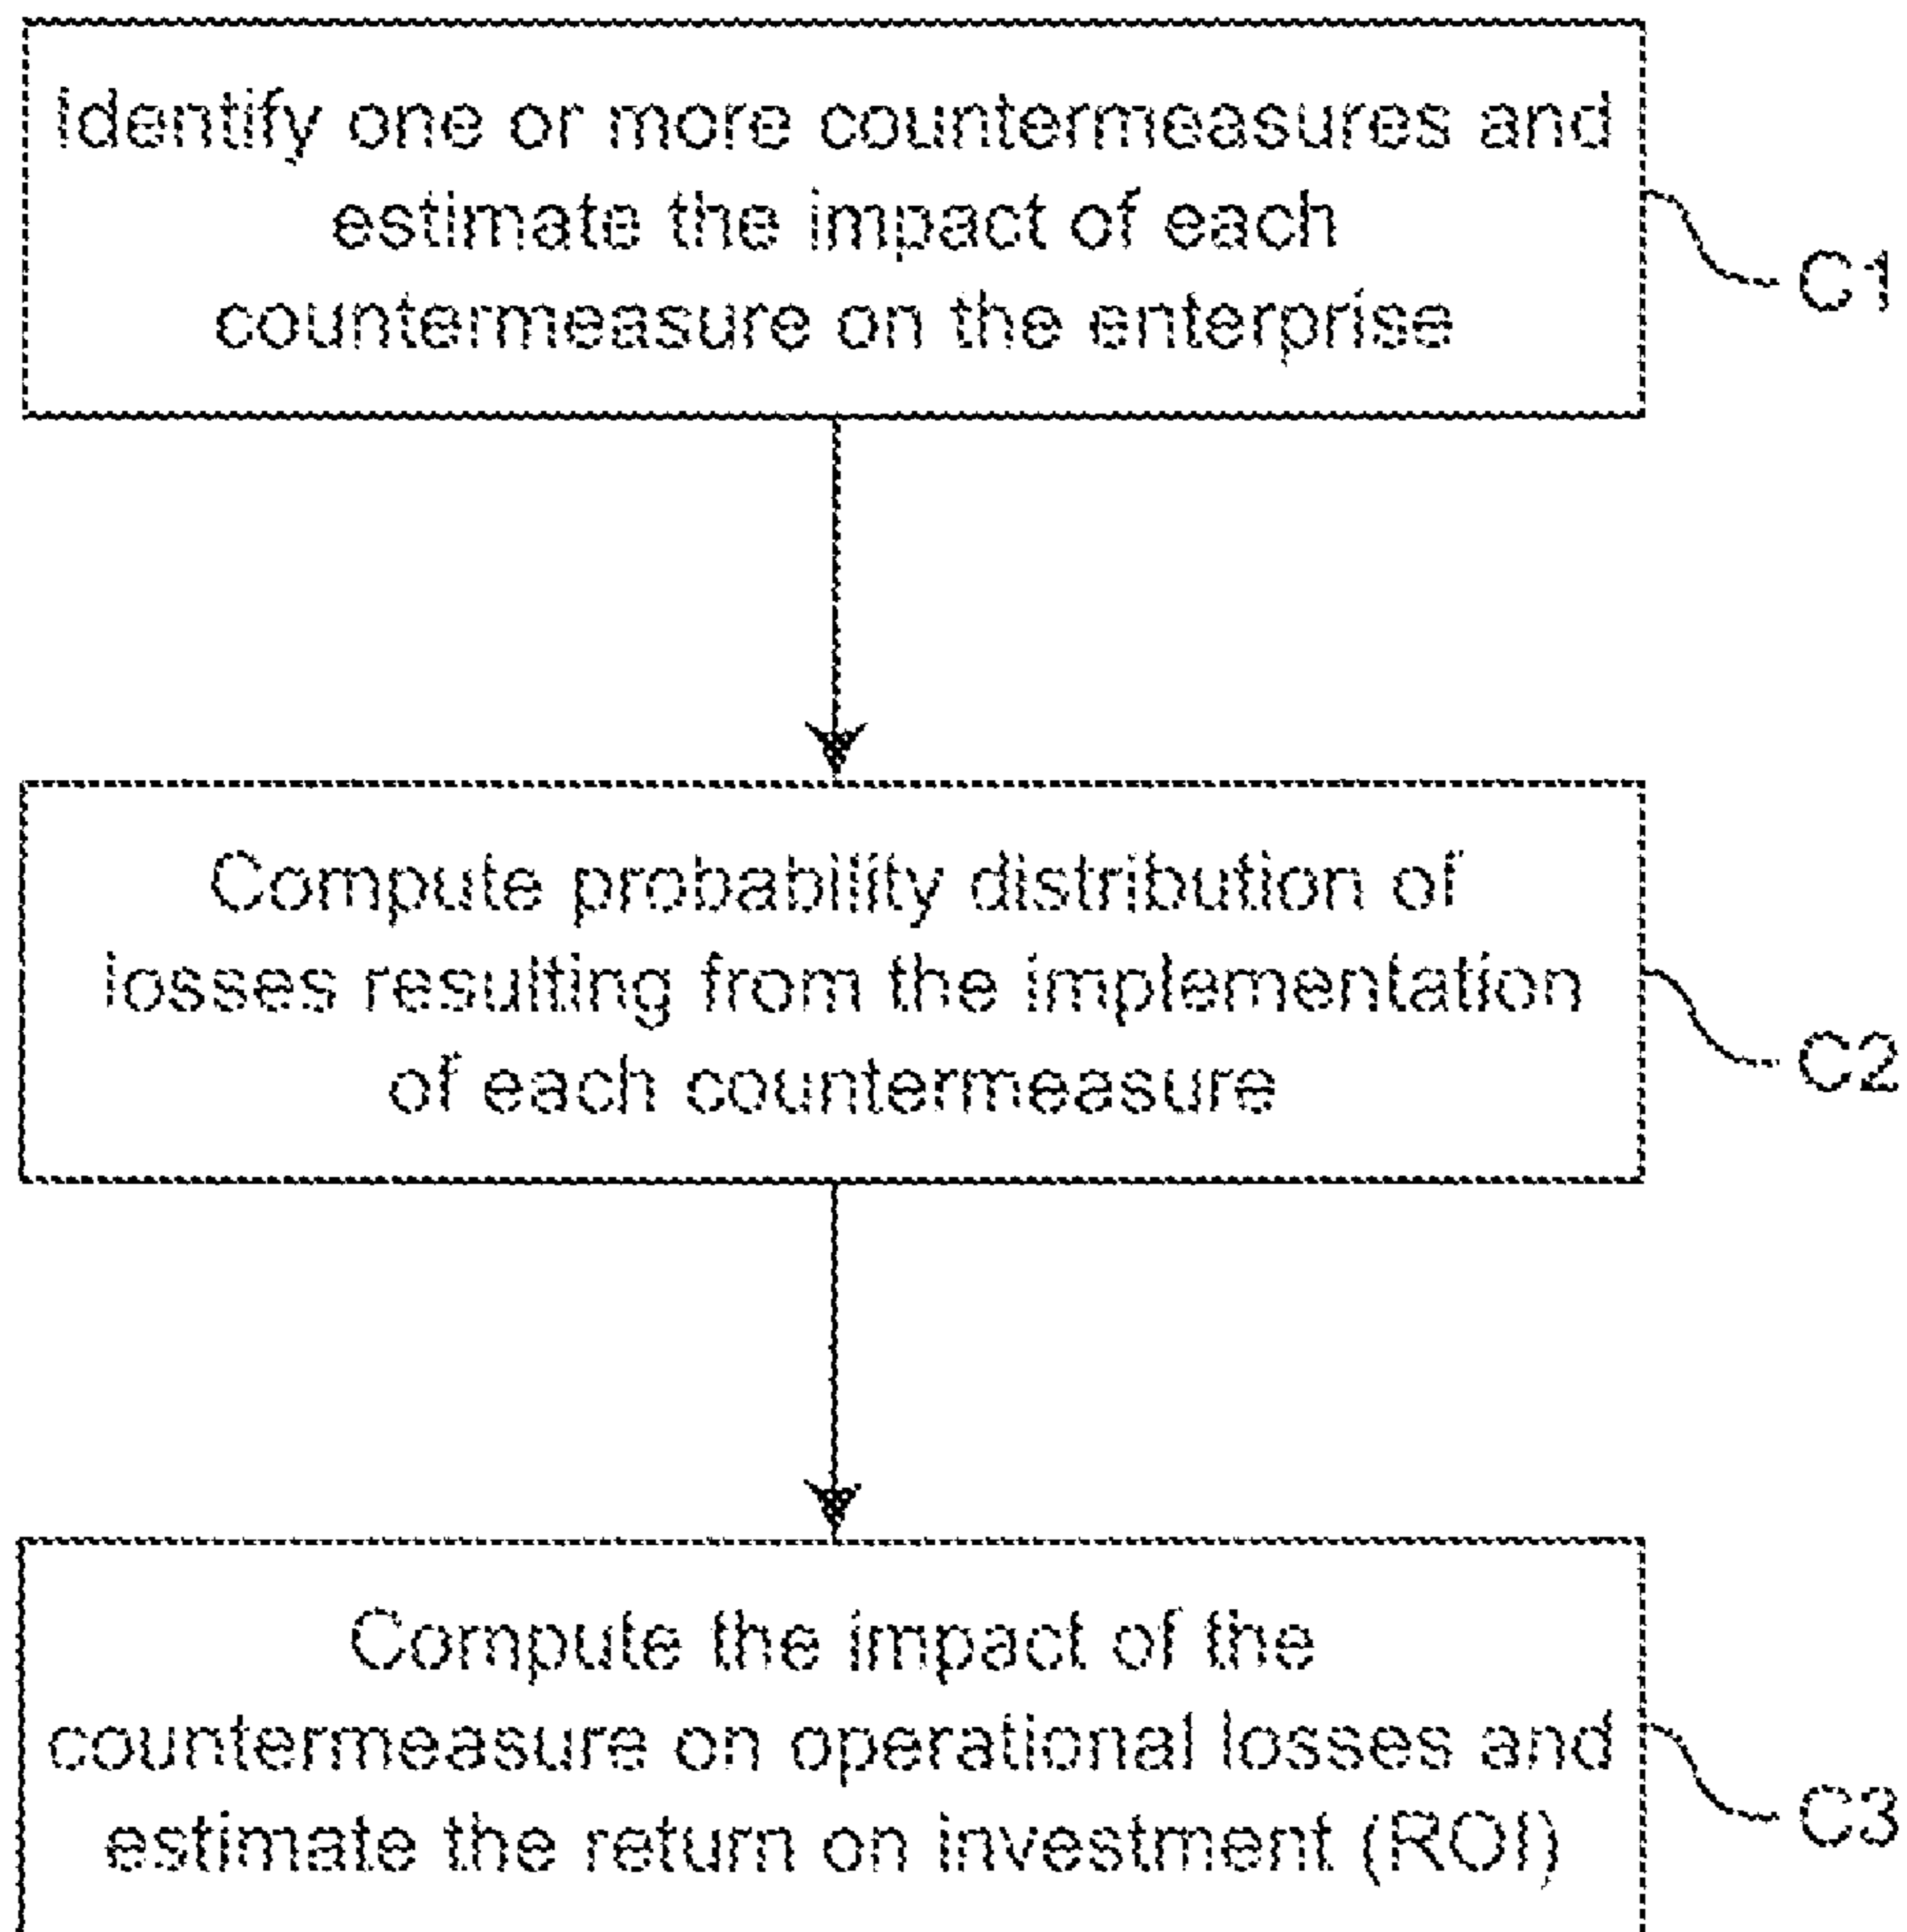 Identify one or more countermeasures and
estimate the impact of each
countermeasure on the enterprise
C1
Compute probability distribution of
losses resulting from the implementation
of each countermeasure
C2
Compute the impact of the
countermeasure on operational losses and
estimate the return on investment (ROI)
C3